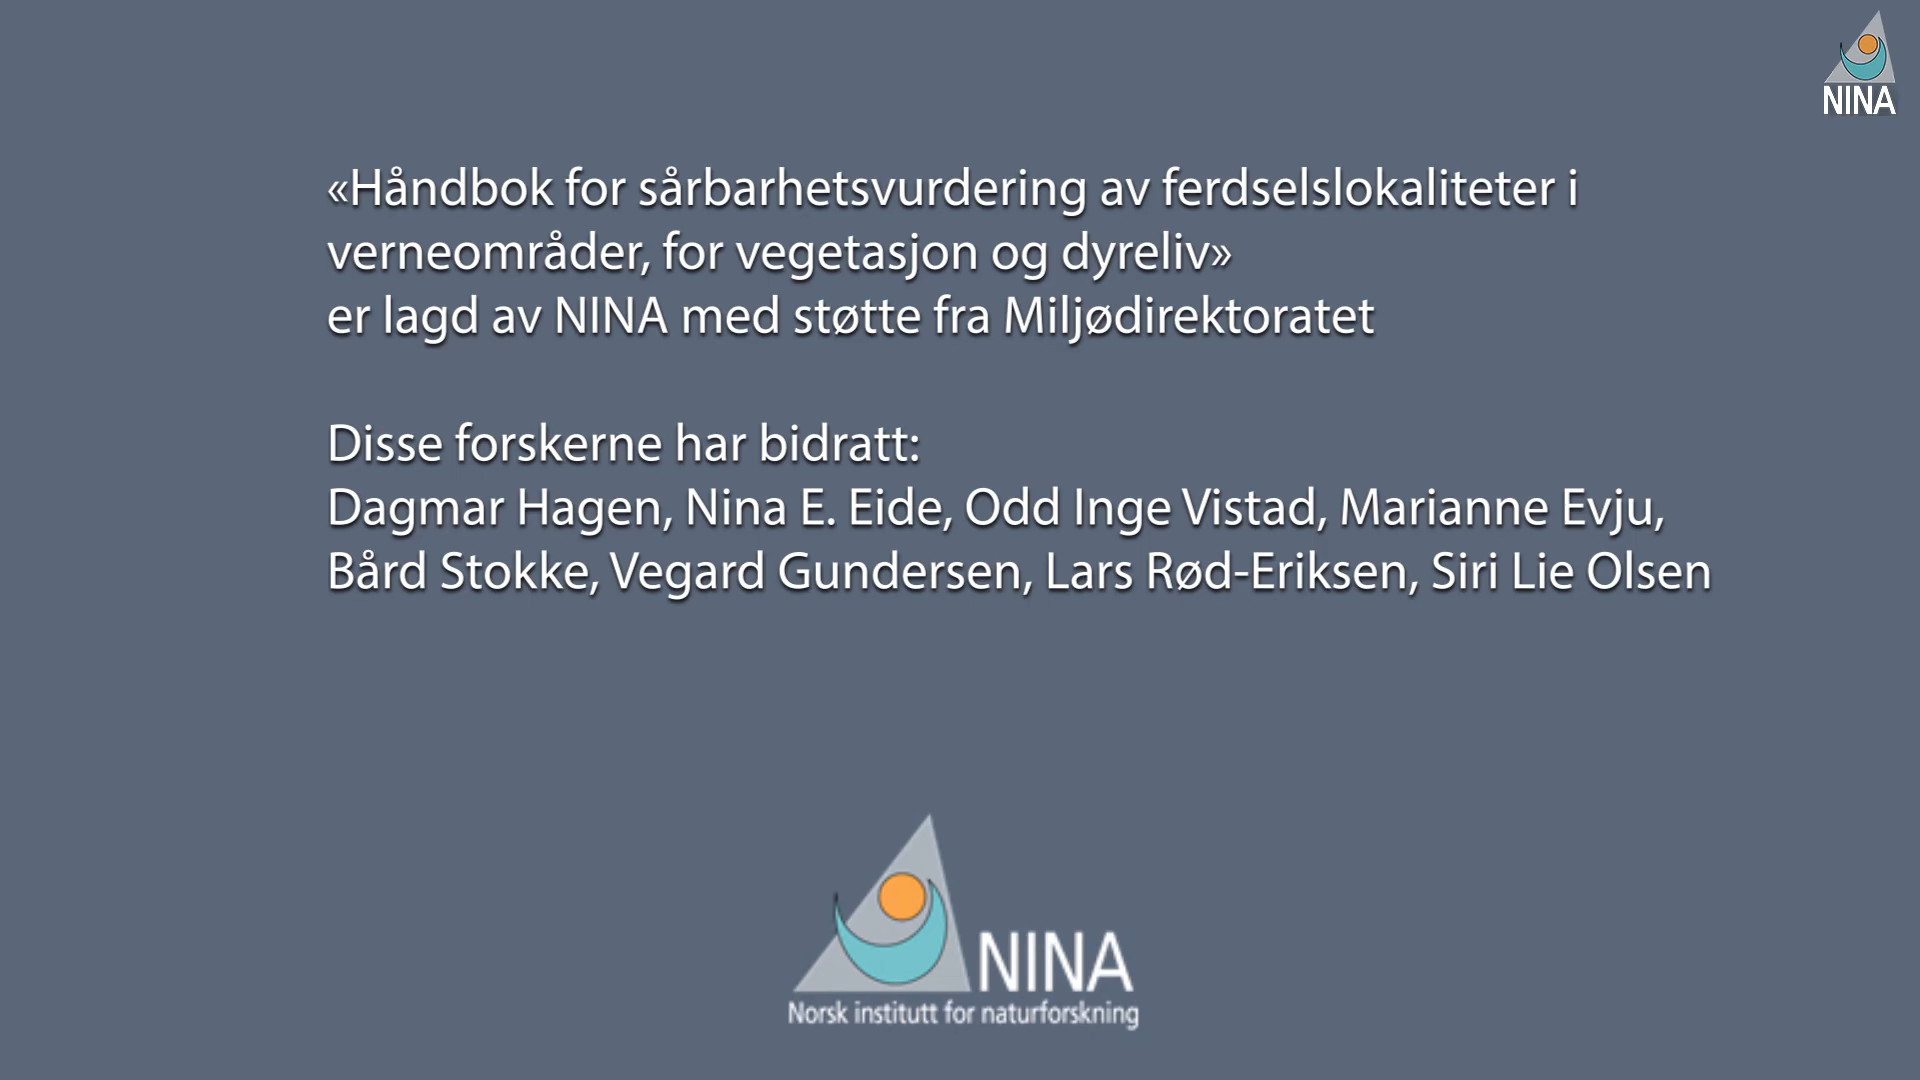 NINA
«Håndbok for sårbarhetsvurdering av ferdselslokaliteter i
verneområder, for vegetasjon og dyreliv»
er lagd av NINA med støtte fra Miljødirektoratet
Disse forskerne har bidratt:
Dagmar Hagen, Nina E. Eide, Odd Inge Vistad, Marianne Evju,
Bård Stokke, Vegard Gundersen, Lars Rød-Eriksen, Siri Lie Olsen
NINA
Norsk institutt for naturforskning